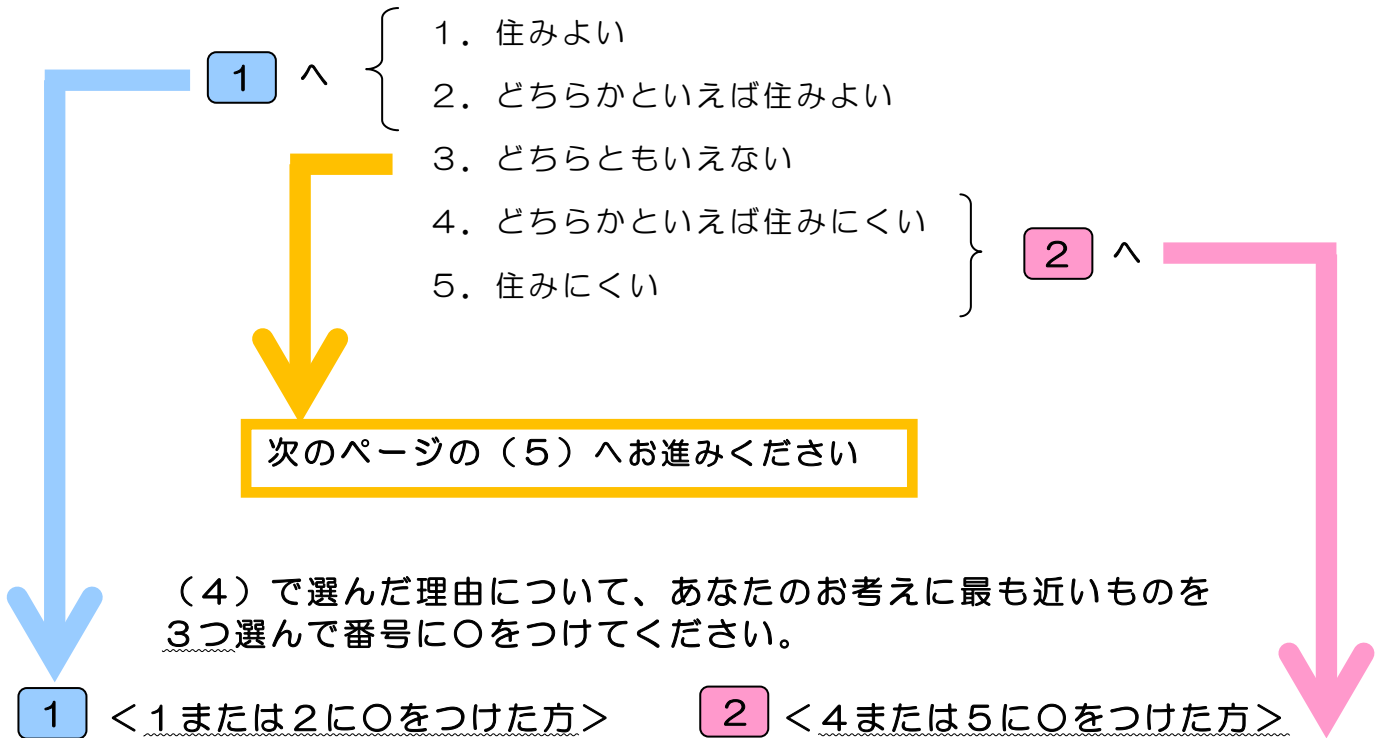 １．住みよい
１ へ
２．どちらかといえば住みよい
３．どちらともいえない
４．どちらかといえば住みにくい
２ へ
５．住みにくい
次のページの（５）へお進みください
（４）で選んだ理由について、あなたのお考えに最も近いものを
３つ選んで番号に○をつけてください。
１ ＜１または２に○をつけた方＞
２ ＜４または５に○をつけた方＞